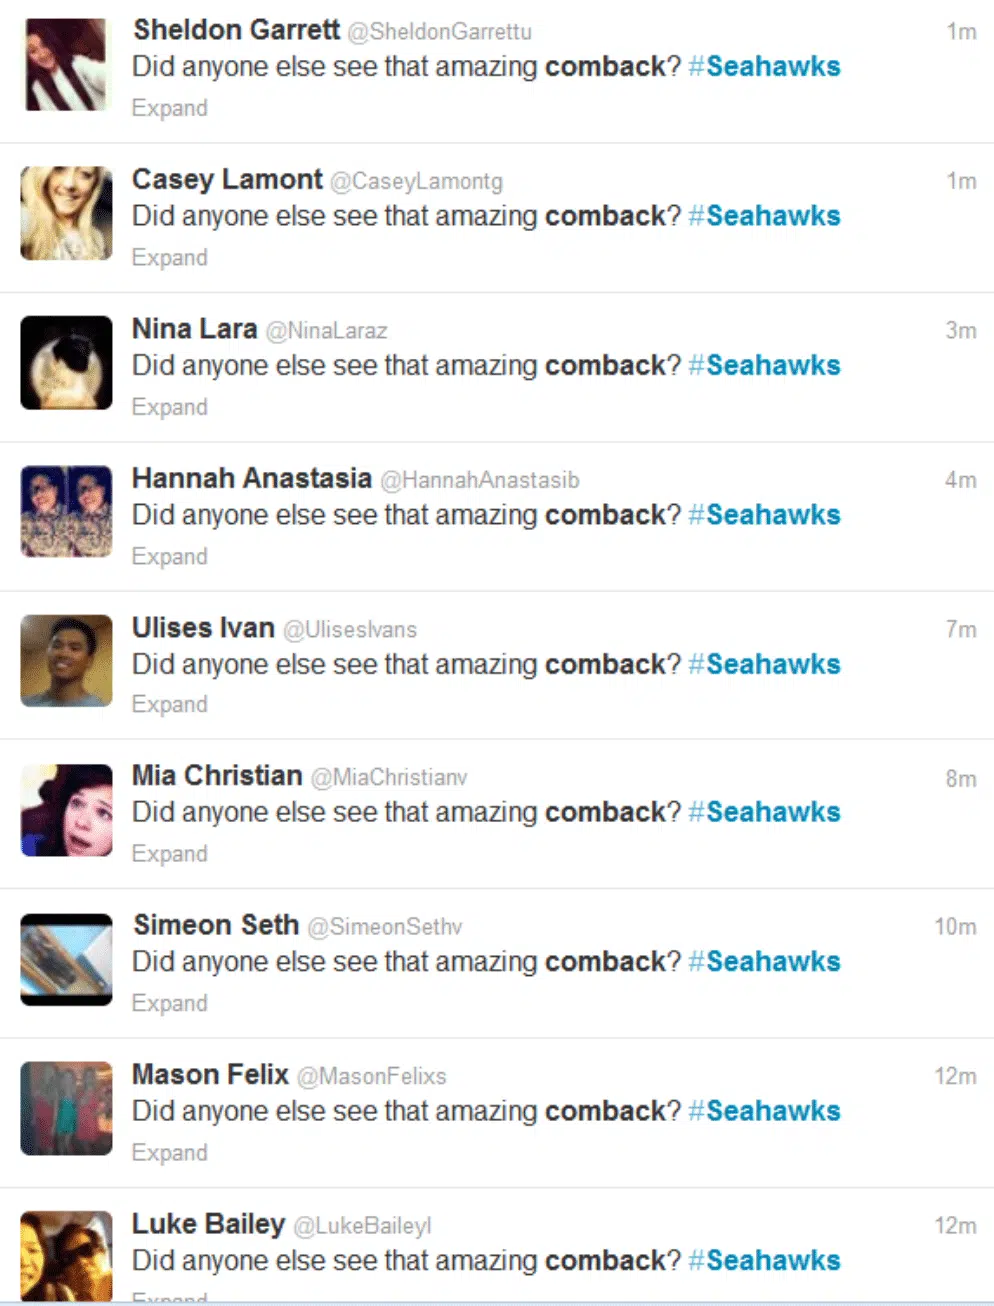 Sheldon Garrett @SheldonGarrettu 1m
Did anyone else see that amazing comback? #Seahawks
Expand
Casey Lamont @CaseyLamontg 1m
Did anyone else see that amazing comback? #Seahawks
Expand
Nina Lara @NinaLaraz 3m
Did anyone else see that amazing comback? #Seahawks
Expand
Hannah Anastasia @HannahAnastasib 4m
Did anyone else see that amazing comback? #Seahawks
Expand
Ulises Ivan @UlisesIvans 7m
Did anyone else see that amazing comback? #Seahawks
Expand
Mia Christian @MiaChristianv 8m
Did anyone else see that amazing comback? #Seahawks
Expand
Simeon Seth @SimeonSethv 10m
Did anyone else see that amazing comback? #Seahawks
Expand
Mason Felix @MasonFelixs 12m
Did anyone else see that amazing comback? #Seahawks
Expand
Luke Bailey @LukeBaileyl 12m
Did anyone else see that amazing comback? #Seahawks
Expand